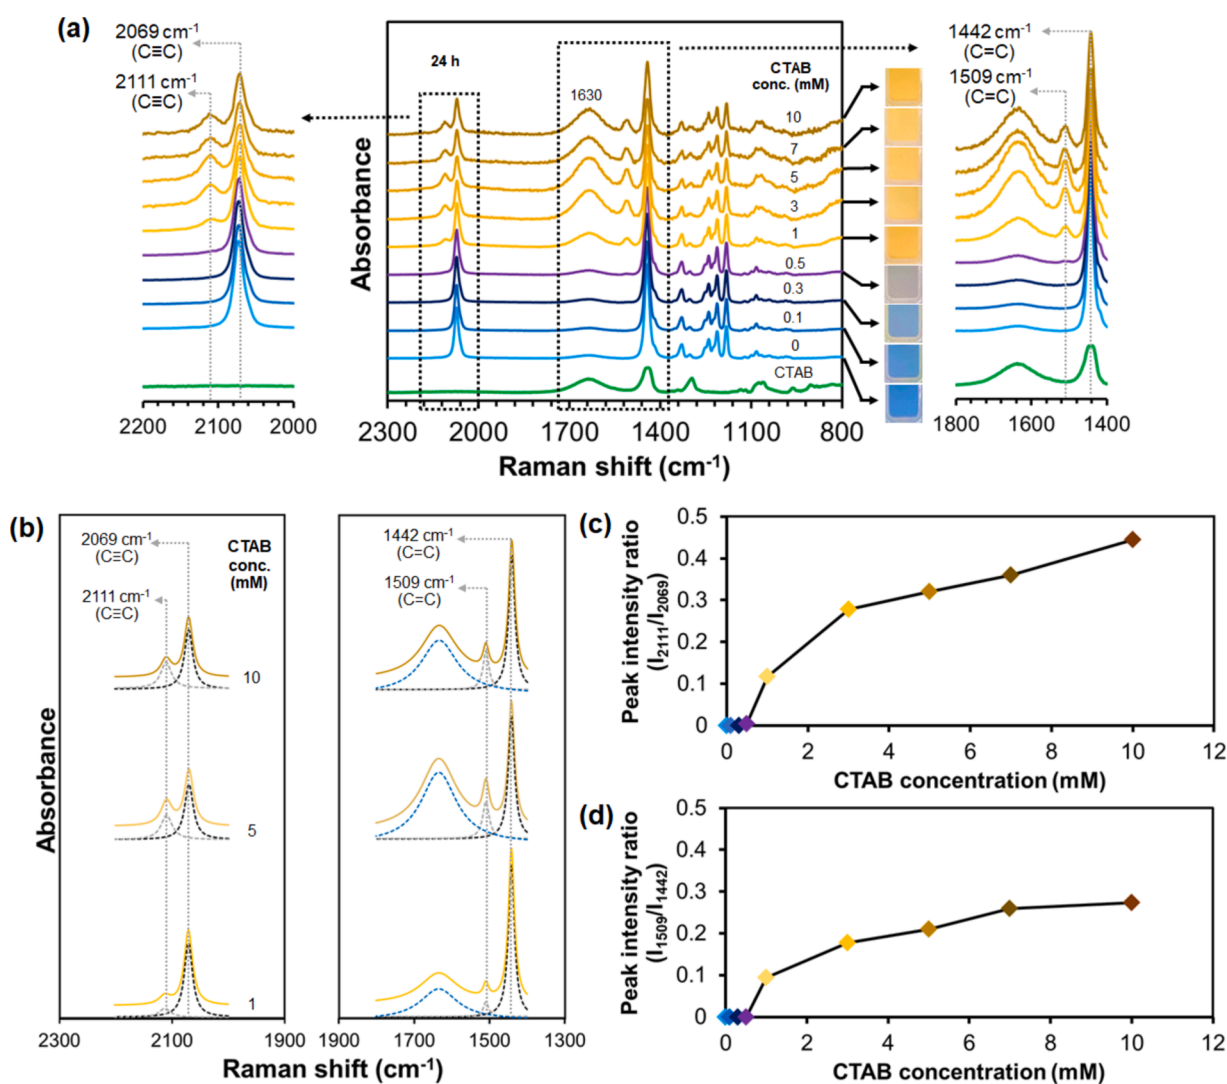 (a)
2069 cm⁻¹
(C≡C)
2111 cm⁻¹
(C≡C)
2200 2100 2000
Absorbance
24 h
1630
CTAB
conc. (mM)
10
7
5
3
1
0.5
0.3
0.1
0
CTAB
2300 2000 1700 1400 1100 800
Raman shift (cm⁻¹)
1442 cm⁻¹
(C=C)
1509 cm⁻¹
(C=C)
1800 1600 1400
(b)
Absorbance
2069 cm⁻¹
(C≡C)
2111 cm⁻¹
(C≡C)
CTAB
conc.
(mM)
10
5
1
2300 2100 1900
1442 cm⁻¹
(C=C)
1509 cm⁻¹
(C=C)
1900 1700 1500 1300
Raman shift (cm⁻¹)
(c)
Peak intensity ratio
(I₂₁₁₁/I₂₀₆₉)
0.5
0.4
0.3
0.2
0.1
0
0 2 4 6 8 10 12
CTAB concentration (mM)
(d)
Peak intensity ratio
(I₁₅₀₉/I₁₄₄₂)
0.5
0.4
0.3
0.2
0.1
0
0 2 4 6 8 10 12
CTAB concentration (mM)